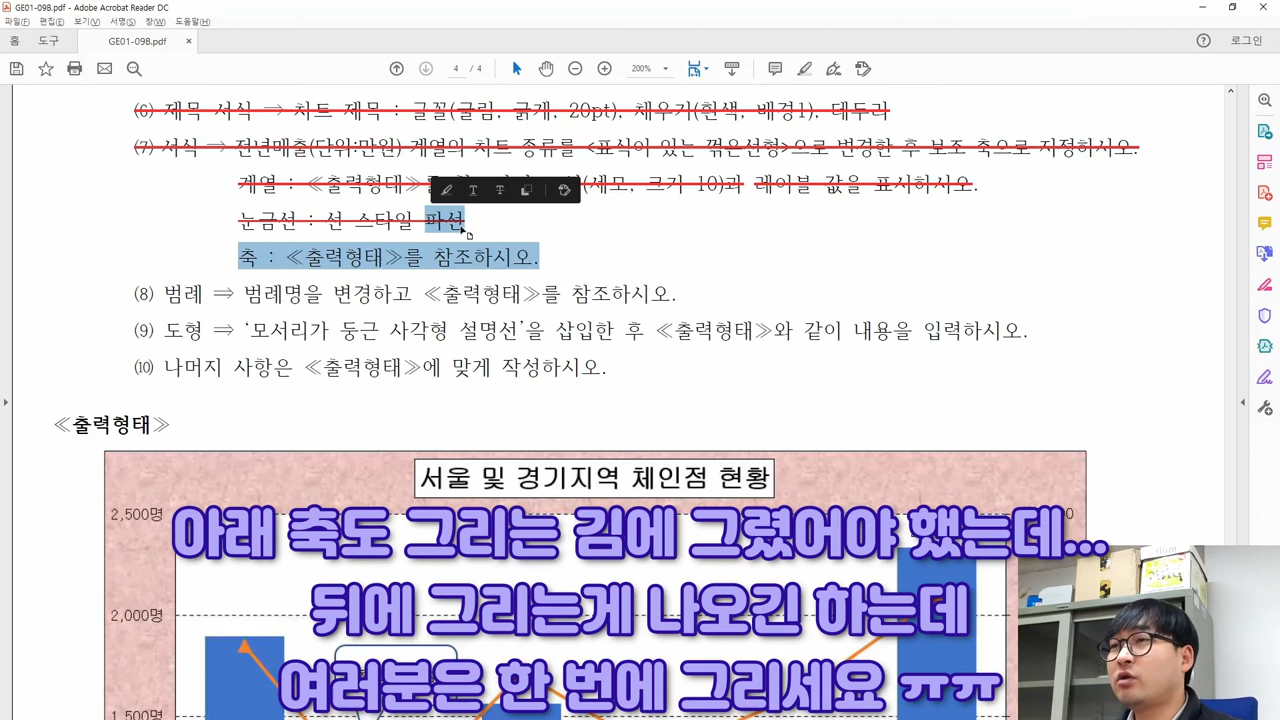 GE01-09B.pdf - Adobe Acrobat Reader DC
파일(F) 편집(E) 보기(V) 서명(S) 창(W) 도움말(H)
홈 도구 GE01-09B.pdf × 로그인
4 / 4 200%
(6) 제목 서식 ⇒ 차트 제목 : 글꼴(굴림, 굵게, 20pt), 채우기(흰색, 배경1), 테두리
(7) 서식 ⇒ 전년매출(단위:만원) 계열의 차트 종류를 <표식이 있는 꺾은선형>으로 변경한 후 보조 축으로 지정하시오.
계열 : ≪출력형태≫를 (세모, 크기 10)과 레이블 값을 표시하시오.
눈금선 : 선 스타일 파선
축 : ≪출력형태≫를 참조하시오.
(8) 범례 ⇒ 범례명을 변경하고 ≪출력형태≫를 참조하시오.
(9) 도형 ⇒ ‘모서리가 둥근 사각형 설명선’을 삽입한 후 ≪출력형태≫와 같이 내용을 입력하시오.
(10) 나머지 사항은 ≪출력형태≫에 맞게 작성하시오.
≪출력형태≫
서울 및 경기지역 체인점 현황
2,500명
아래 축도 그리는 김에 그렸어야 했는데...
2,000명
뒤에 그리는게 나오긴 하는데
여러분은 한 번에 그리세요 ㅠㅠ
1,500명